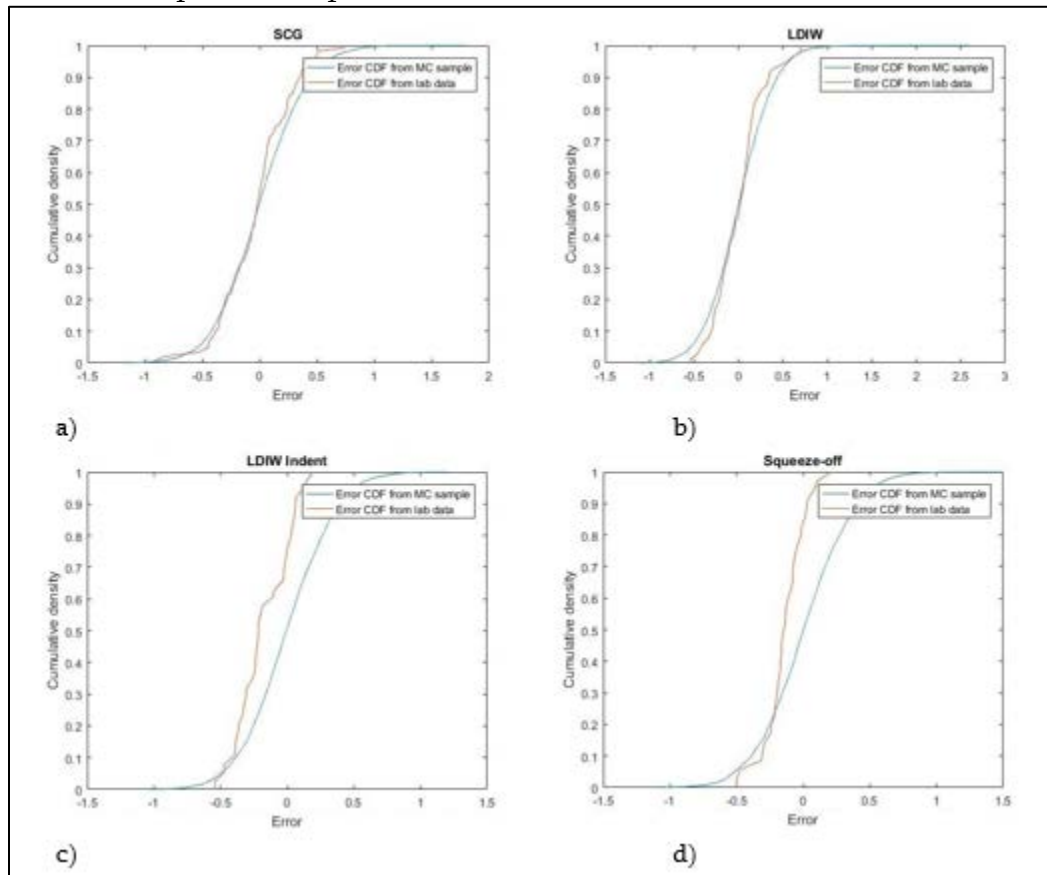 SCG
1
0.9
0.8
0.7
0.6
0.5
0.4
0.3
0.2
0.1
0
Cumulative density
Error CDF from MC sample
Error CDF from lab data
-1.5 -1 -0.5 0 0.5 1 1.5 2
Error
a)
LDIW
1
0.9
0.8
0.7
0.6
0.5
0.4
0.3
0.2
0.1
0
Cumulative density
Error CDF from MC sample
Error CDF from lab data
-1.5 -1 -0.5 0 0.5 1 1.5 2 2.5 3
Error
b)
LDIW Indent
1
0.9
0.8
0.7
0.6
0.5
0.4
0.3
0.2
0.1
0
Cumulative density
Error CDF from MC sample
Error CDF from lab data
-1.5 -1 -0.5 0 0.5 1 1.5
Error
c)
Squeeze-off
1
0.9
0.8
0.7
0.6
0.5
0.4
0.3
0.2
0.1
0
Cumulative density
Error CDF from MC sample
Error CDF from lab data
-1.5 -1 -0.5 0 0.5 1 1.5
Error
d)